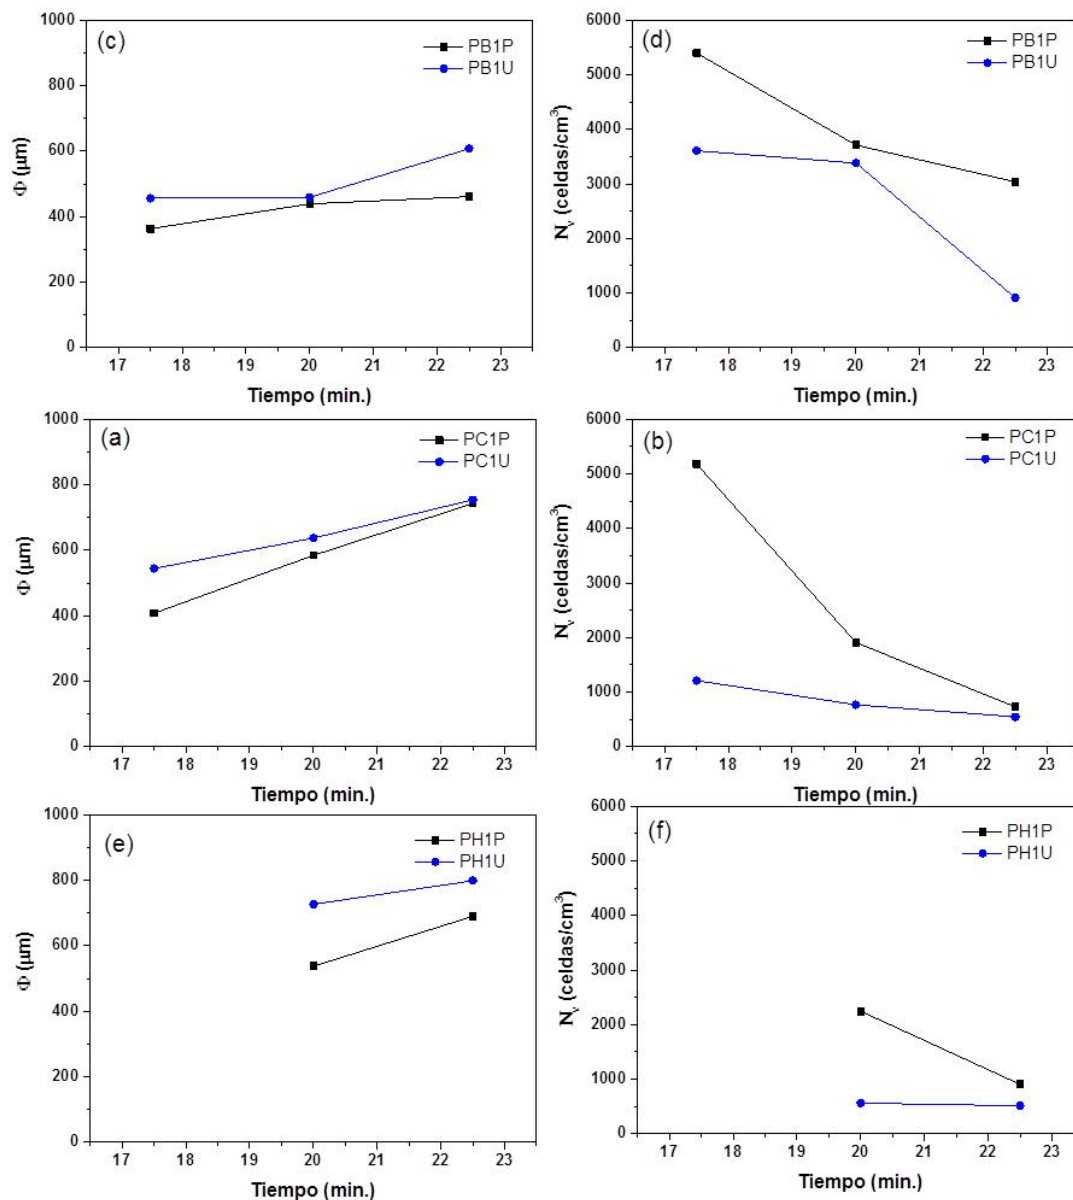 (c)
PB1P
PB1U
1000
800
600
400
200
0
Φ (µm)
17 18 19 20 21 22 23
Tiempo (min.)
(d)
PB1P
PB1U
6000
5000
4000
3000
2000
1000
0
Nv (celdas/cm³)
17 18 19 20 21 22 23
Tiempo (min.)
(a)
PC1P
PC1U
1000
800
600
400
200
0
Φ (µm)
17 18 19 20 21 22 23
Tiempo (min.)
(b)
PC1P
PC1U
6000
5000
4000
3000
2000
1000
0
Nv (celdas/cm³)
17 18 19 20 21 22 23
Tiempo (min.)
(e)
PH1P
PH1U
1000
800
600
400
200
0
Φ (µm)
17 18 19 20 21 22 23
Tiempo (min.)
(f)
PH1P
PH1U
6000
5000
4000
3000
2000
1000
0
Nv (celdas/cm³)
17 18 19 20 21 22 23
Tiempo (min.)